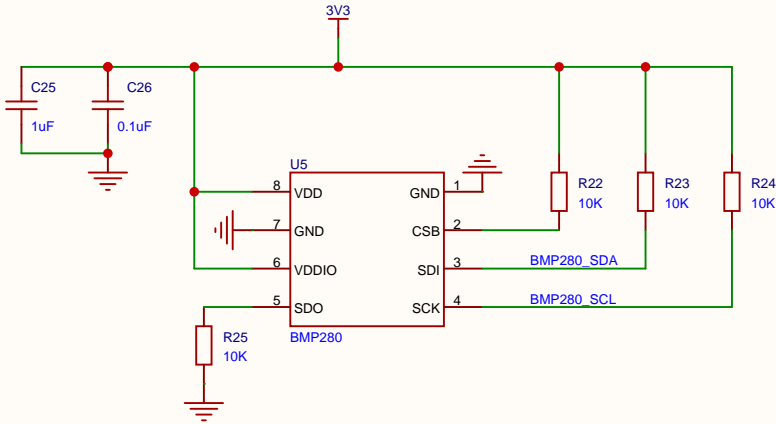 3V3
C25
1uF
C26
0.1uF
U5
8 VDD
7 GND
6 VDDIO
5 SDO
GND 1
CSB 2
SDI 3
SCK 4
BMP280
R22
10K
R23
10K
R24
10K
BMP280_SDA
BMP280_SCL
R25
10K